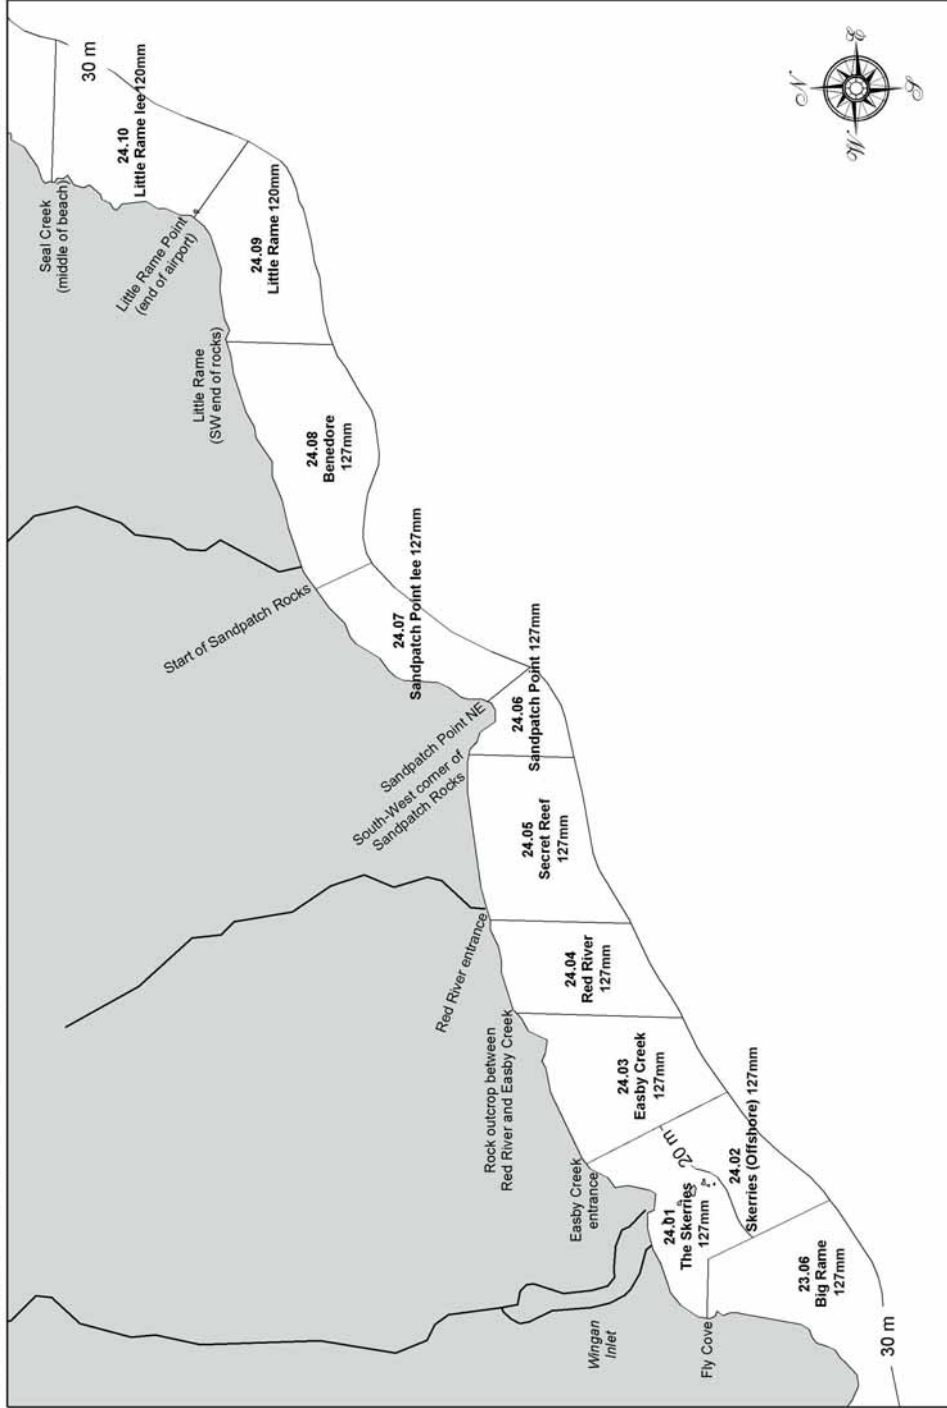 30 m
Seal Creek
(middle of beach)
24.10
Little Rame lee120mm
Little Rame Point
(end of airport)
24.09
Little Rame 120mm
Little Rame
(SW end of rocks)
24.08
Benedore
127mm
Start of Sandpatch Rocks
24.07
Sandpatch Point lee 127mm
Sandpatch Point NE
24.06
Sandpatch Point 127mm
South-West corner of
Sandpatch Rocks
24.05
Secret Reef
127mm
Red River entrance
24.04
Red River
127mm
Rock outcrop between
Red River and Easby Creek
24.03
Easby Creek
127mm
Easby Creek
entrance
20 m
24.02
Skerries (Offshore) 127mm
24.01
The Skerries
127mm
Wingan
Inlet
Fly Cove
23.06
Big Rame
127mm
30 m
N
E
S
W